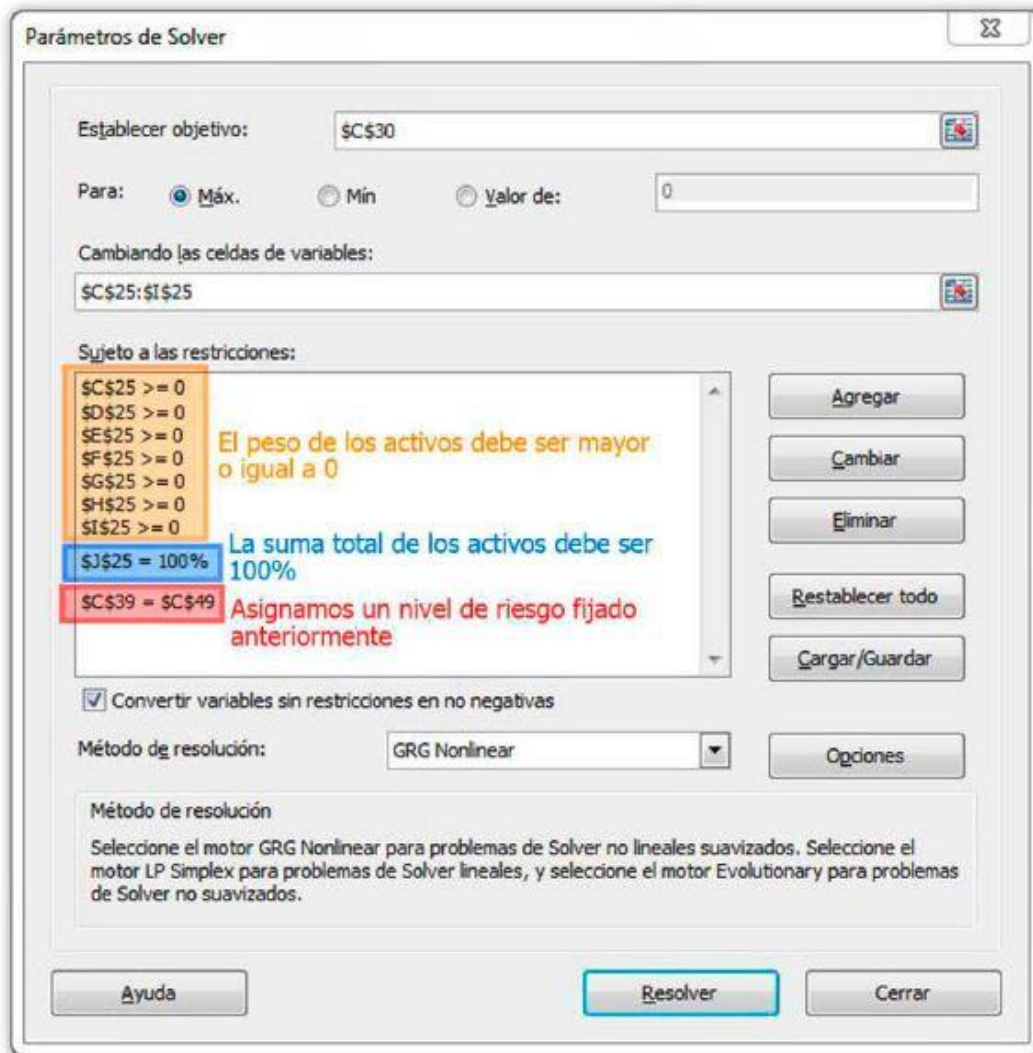 Parámetros de Solver
Establecer objetivo:
$C$30
Para:
Máx.
Mín
Valor de:
0
Cambiando las celdas de variables:
$C$25:$I$25
Sujeto a las restricciones:
$C$25 >= 0
$D$25 >= 0
$E$25 >= 0
$F$25 >= 0
$G$25 >= 0
$H$25 >= 0
$I$25 >= 0
El peso de los activos debe ser mayor
o igual a 0
$J$25 = 100%
La suma total de los activos debe ser
100%
$C$39 = $C$49
Asignamos un nivel de riesgo fijado
anteriormente
Agregar
Cambiar
Eliminar
Restablecer todo
Cargar/Guardar
Convertir variables sin restricciones en no negativas
Método de resolución:
GRG Nonlinear
Opciones
Método de resolución
Seleccione el motor GRG Nonlinear para problemas de Solver no lineales suavizados. Seleccione el
motor LP Simplex para problemas de Solver lineales, y seleccione el motor Evolutionary para problemas
de Solver no suavizados.
Ayuda
Resolver
Cerrar